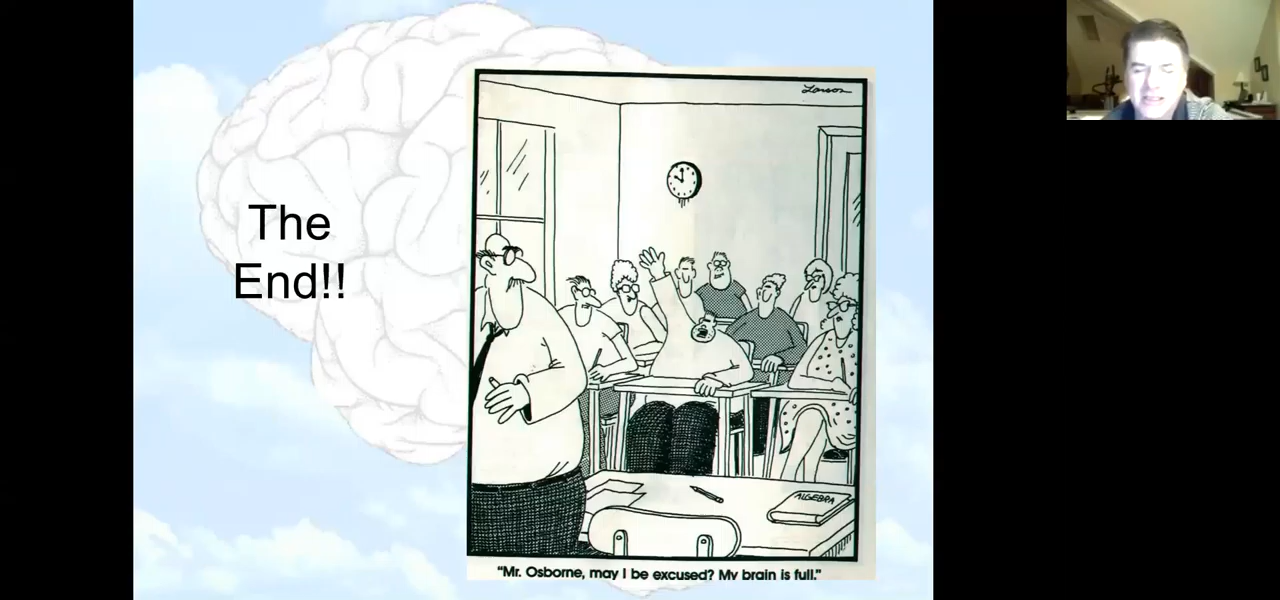 The
End!!
Larson
ALGEBRA
"Mr. Osborne, may I be excused? My brain is full."